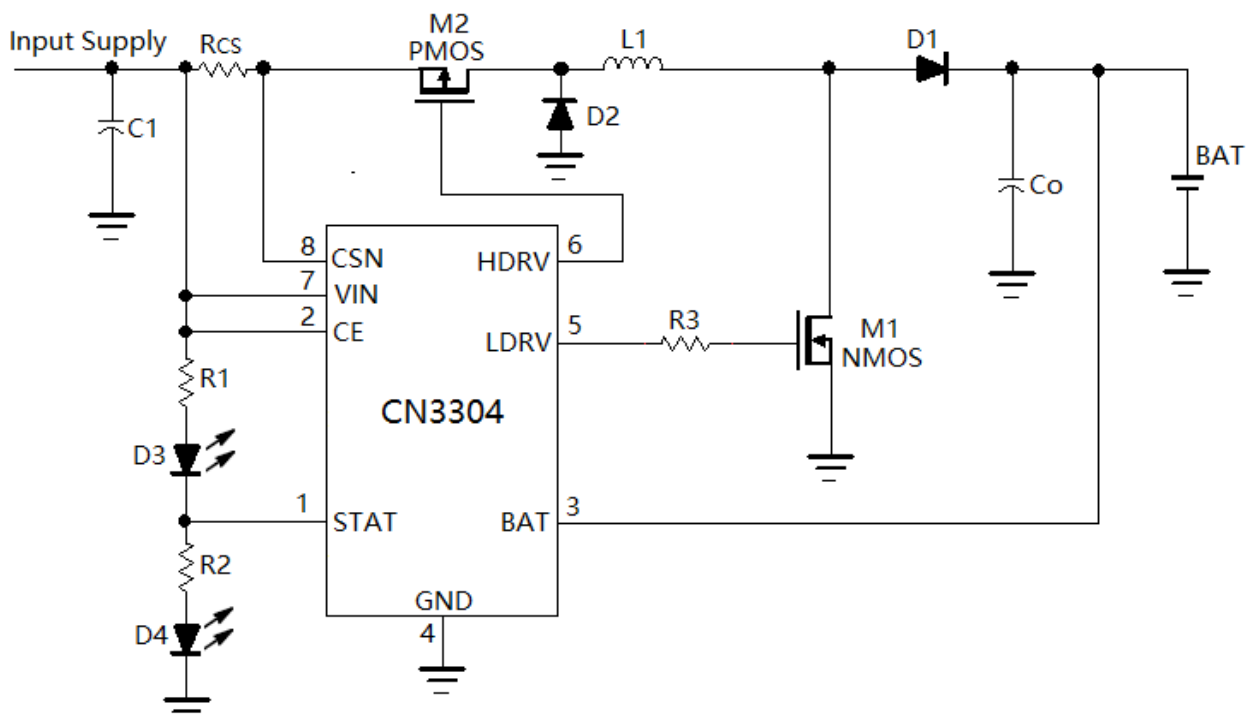 Input Supply
RCS
M2
PMOS
L1
D1
C1
D2
Co
BAT
8
CSN
HDRV
6
7
VIN
2
CE
LDRV
5
R3
M1
NMOS
R1
CN3304
D3
1
STAT
BAT
3
R2
GND
4
D4